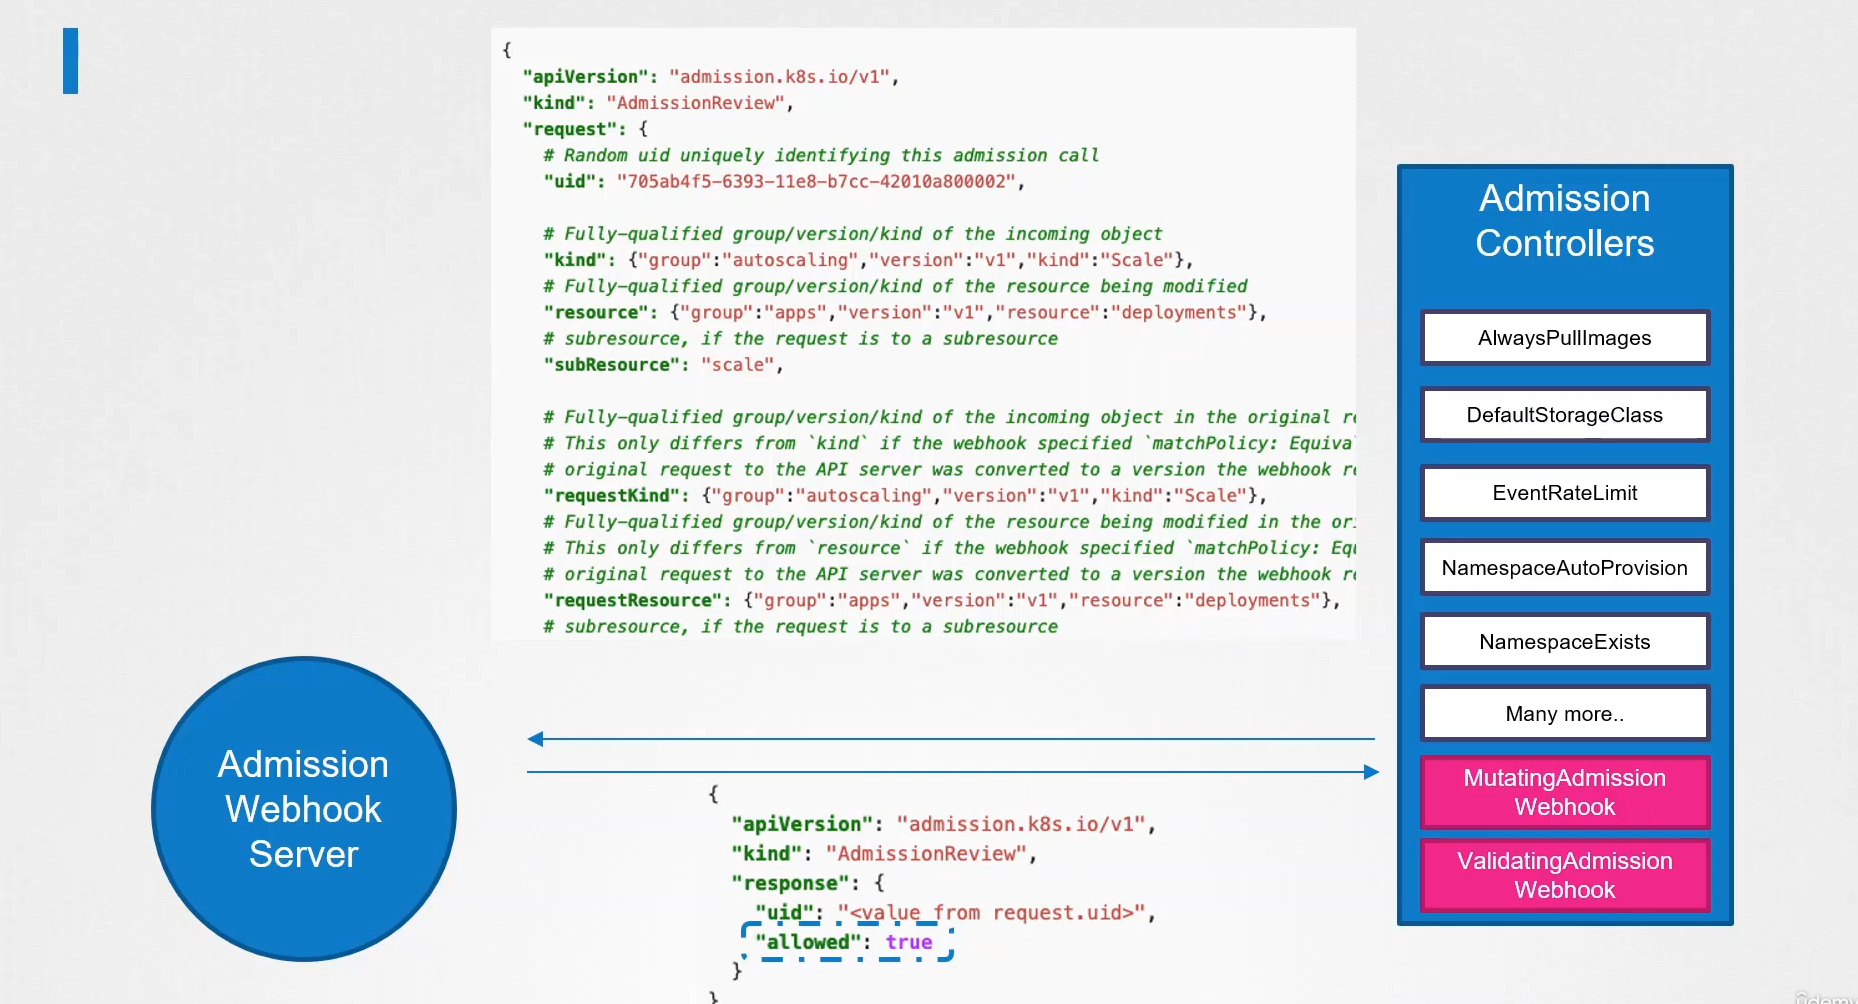 {
"apiVersion": "admission.k8s.io/v1",
"kind": "AdmissionReview",
"request": {
# Random uid uniquely identifying this admission call
"uid": "705ab4f5-6393-11e8-b7cc-42010a800002",
# Fully-qualified group/version/kind of the incoming object
"kind": {"group":"autoscaling","version":"v1","kind":"Scale"},
# Fully-qualified group/version/kind of the resource being modified
"resource": {"group":"apps","version":"v1","resource":"deployments"},
# subresource, if the request is to a subresource
"subResource": "scale",
# Fully-qualified group/version/kind of the incoming object in the original
# This only differs from `kind` if the webhook specified `matchPolicy:
# original request to the API server was converted to a version the webhook
"requestKind": {"group":"autoscaling","version":"v1","kind":"Scale"},
# Fully-qualified group/version/kind of the resource being modified in the
# This only differs from `resource` if the webhook specified `matchPolicy:
# original request to the API server was converted to a version the webhook
"requestResource": {"group":"apps","version":"v1","resource":"deployments"},
# subresource, if the request is to a subresource
Admission
Controllers
AlwaysPullImages
DefaultStorageClass
EventRateLimit
NamespaceAutoProvision
NamespaceExists
Many more..
MutatingAdmission
Webhook
ValidatingAdmission
Webhook
Admission
Webhook
Server
{
"apiVersion": "admission.k8s.io/v1",
"kind": "AdmissionReview",
"response": {
"uid": "<value from request.uid>",
"allowed": true
}
}